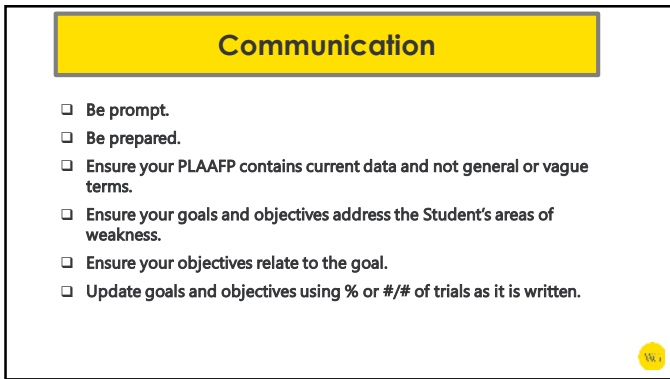 Communication
❑ Be prompt.
❑ Be prepared.
❑ Ensure your PLAAFP contains current data and not general or vague
terms.
❑ Ensure your goals and objectives address the Student's areas of
weakness.
❑ Ensure your objectives relate to the goal.
❑ Update goals and objectives using % or #/# of trials as it is written.